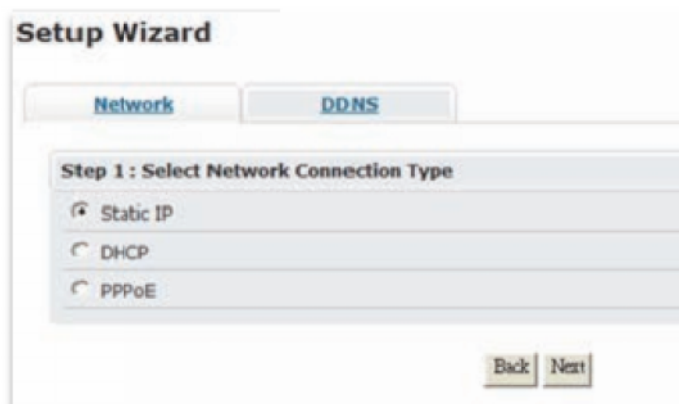 Setup Wizard
Network DDNS
Step 1 : Select Network Connection Type
Static IP
DHCP
PPPoE
Back Next